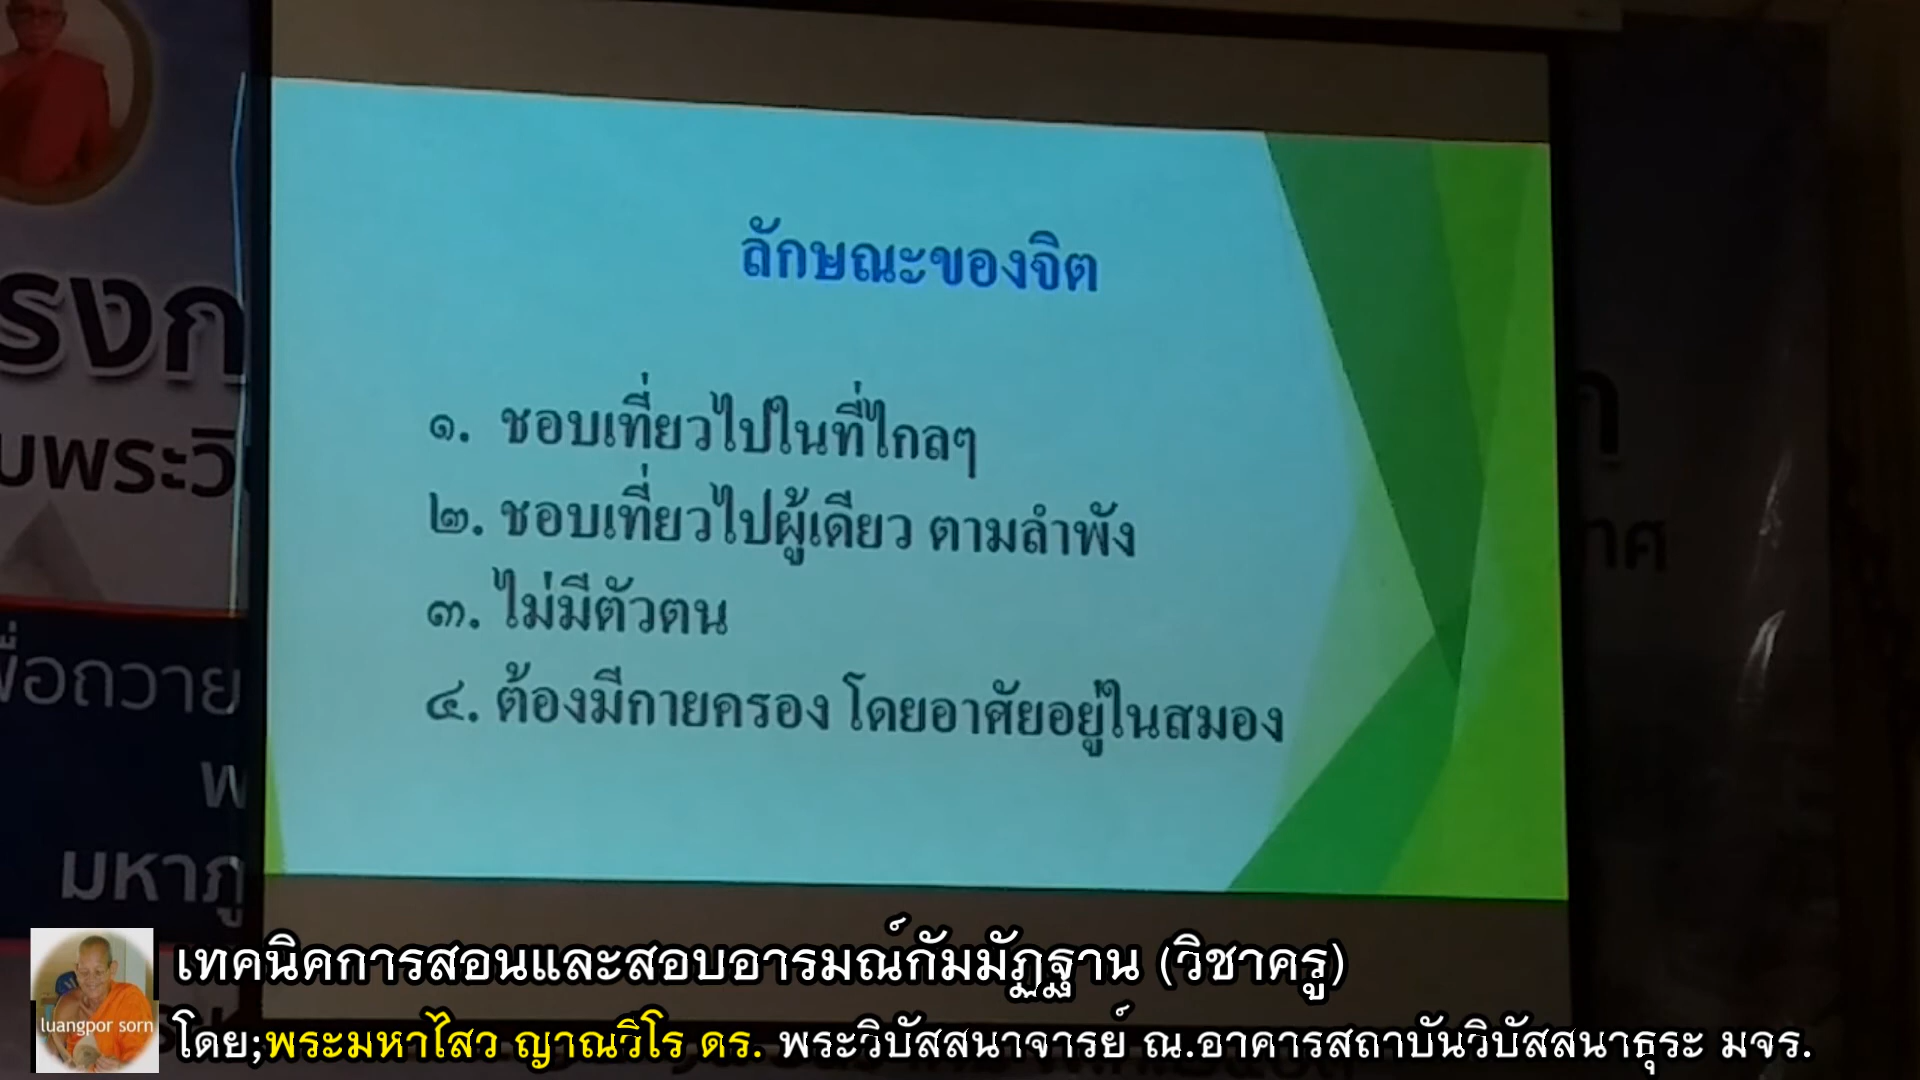 ลักษณะของจิต
๑. ชอบเที่ยวไปในที่ไกลๆ
๒. ชอบเที่ยวไปผู้เดียว ตามลำพัง
๓. ไม่มีตัวตน
๔. ต้องมีกายครอง โดยอาศัยอยู่ในสมอง
มหาภู
luangpor sorn
เทคนิคการสอนและสอบอารมณ์กัมมัฏฐาน (วิชาครู)
โดย;พระมหาไสว ญาณวิโร ดร. พระวิบัสสนาจารย์ ณ.อาคารสถาบันวิบัสสนาธุระ มจร.